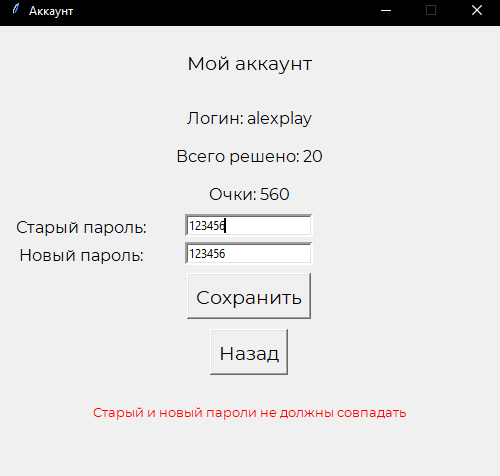 Аккаунт
Мой аккаунт
Логин: alexplay
Всего решено: 20
Очки: 560
Старый пароль: 123456
Новый пароль: 123456
Сохранить
Назад
Старый и новый пароли не должны совпадать